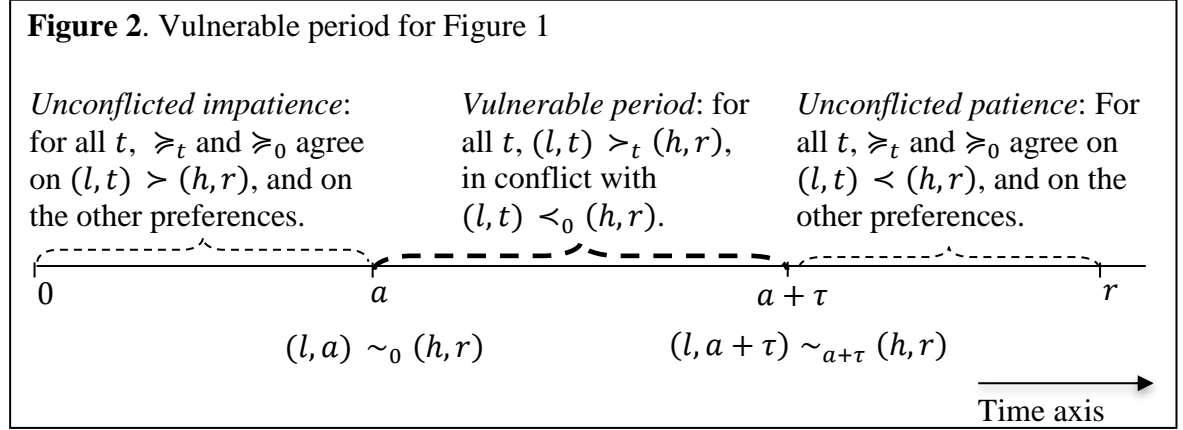 Figure 2. Vulnerable period for Figure 1
Unconflicted impatience:
for all t, ≽ₜ and ≽₀ agree
on (l, t) ≻ (h, r), and on
the other preferences.
Vulnerable period: for
all t, (l, t) ≻ₜ (h, r),
in conflict with
(l, t) ≺₀ (h, r).
Unconflicted patience: For
all t, ≽ₜ and ≽₀ agree on
(l, t) ≺ (h, r), and on the
other preferences.
0
a
a + τ
r
(l, a) ∼₀ (h, r)
(l, a + τ) ∼ₐ₊τ (h, r)
Time axis